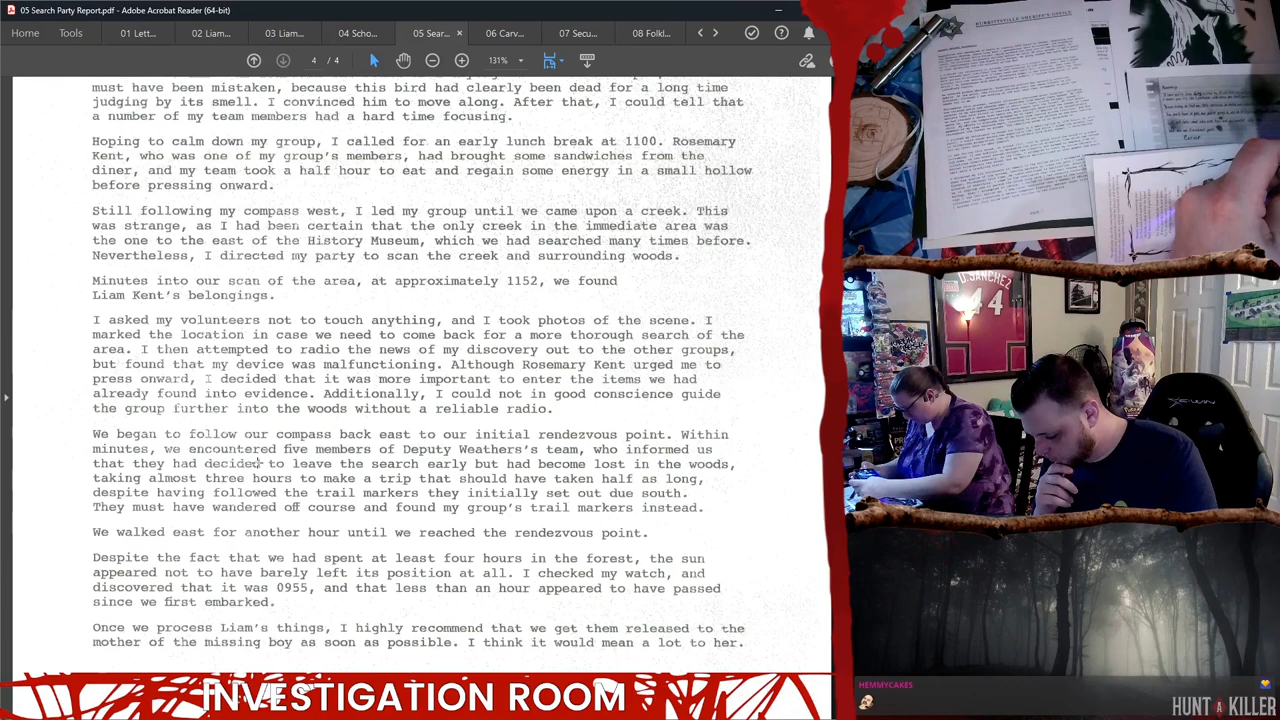 05 Search Party Report.pdf - Adobe Acrobat Reader (64-bit)
Home
Tools
01 Lett...
02 Liam...
03 Liam...
04 Scho...
05 Sear...
06 Carv...
07 Secu...
08 Folkl...
4 / 4
131%
must have been mistaken, because this bird had clearly been dead for a long time
judging by its smell. I convinced him to move along. After that, I could tell that
a number of my team members had a hard time focusing.
Hoping to calm down my group, I called for an early lunch break at 1100. Rosemary
Kent, who was one of my group's members, had brought some sandwiches from the
diner, and my team took a half hour to eat and regain some energy in a small hollow
before pressing onward.
Still following my compass west, I led my group until we came upon a creek. This
was strange, as I had been certain that the only creek in the immediate area was
the one to the east of the History Museum, which we had searched many times before.
Nevertheless, I directed my party to scan the creek and surrounding woods.
Minutes into our scan of the area, at approximately 1152, we found
Liam Kent's belongings.
I asked my volunteers not to touch anything, and I took photos of the scene. I
marked the location in case we need to come back for a more thorough search of the
area. I then attempted to radio the news of my discovery out to the other groups,
but found that my device was malfunctioning. Although Rosemary Kent urged me to
press onward, I decided that it was more important to enter the items we had
already found into evidence. Additionally, I could not in good conscience guide
the group further into the woods without a reliable radio.
We began to follow our compass back east to our initial rendezvous point. Within
minutes, we encountered five members of Deputy Weathers's team, who informed us
that they had decided to leave the search early but had become lost in the woods,
taking almost three hours to make a trip that should have taken half as long,
despite having followed the trail markers they initially set out due south.
They must have wandered off course and found my group's trail markers instead.
We walked east for another hour until we reached the rendezvous point.
Despite the fact that we had spent at least four hours in the forest, the sun
appeared not to have barely left its position at all. I checked my watch, and
discovered that it was 0955, and that less than an hour appeared to have passed
since we first embarked.
Once we process Liam's things, I highly recommend that we get them released to the
mother of the missing boy as soon as possible. I think it would mean a lot to her.
INVESTIGATION ROOM
SHERIFF'S OFFICE
D. SANCHEZ
44
HEMMYCAKES
HUNT A KILLER